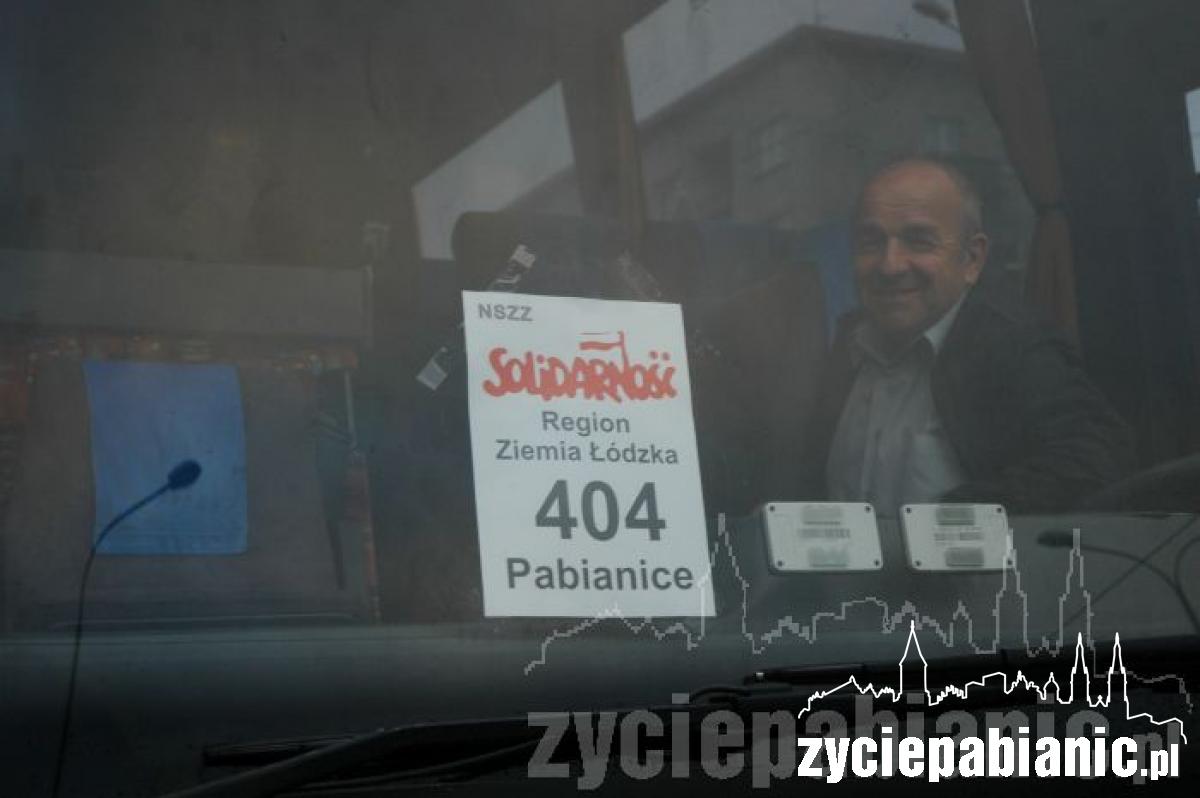 NSZZ
SOLIDARNOŚĆ
Region
Ziemia Łódzka
404
Pabianice
zyciepabianic.pl
zyciepabianic.pl